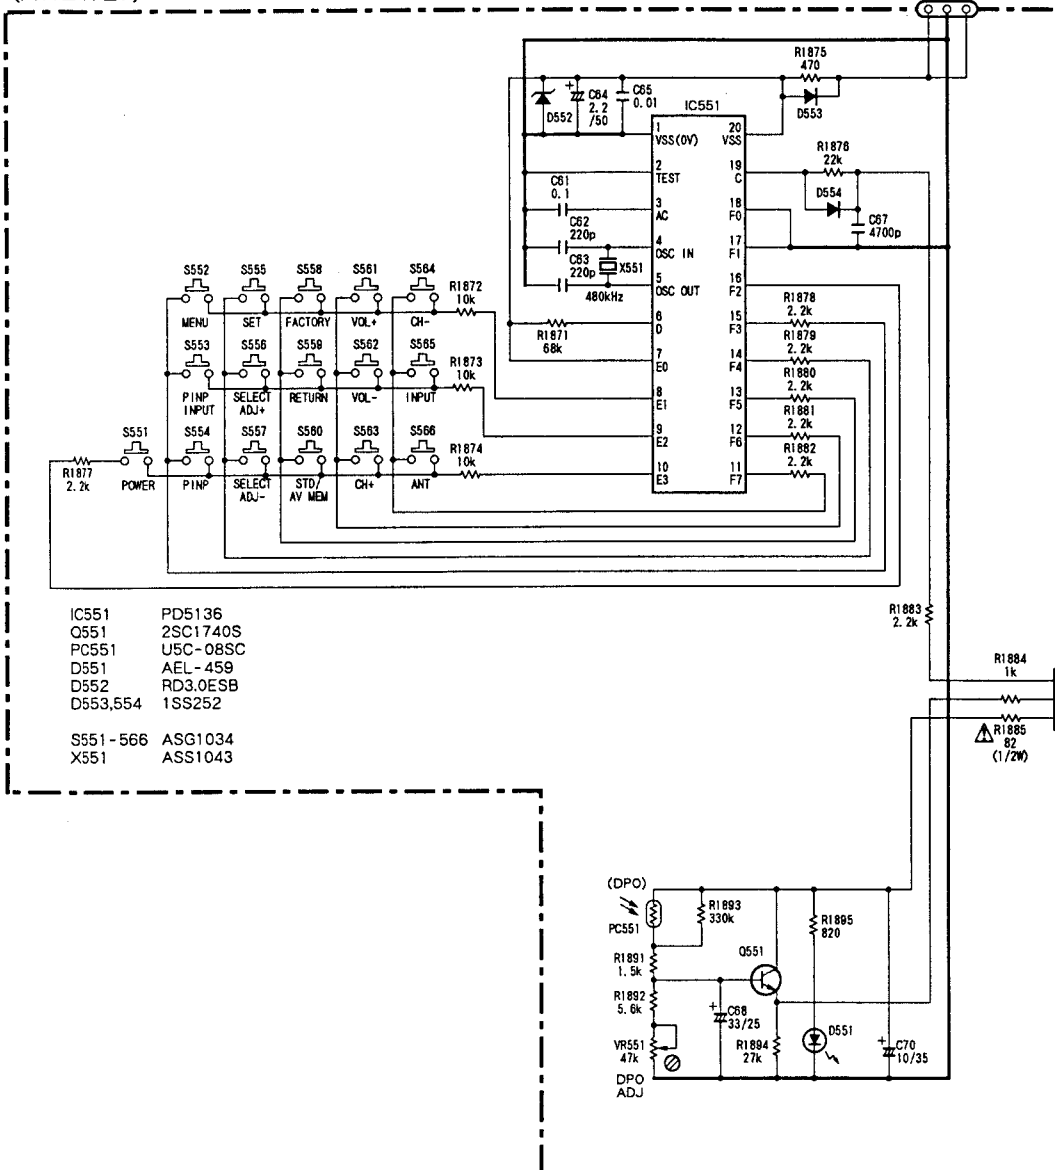 R1875
470
C64
2.2
/50
C65
0.01
D552
IC551
D553
1
VSS(0V)
20
VSS
R1876
22k
2
TEST
19
C
C61
0.1
D554
3
AC
18
F0
C67
4700p
C62
220p
4
OSC IN
17
F1
C63
220p
X551
5
OSC OUT
16
F2
480kHz
S552
S555
S558
S561
S564
R1872
10k
R1878
2.2k
MENU
SET
FACTORY
VOL+
CH-
6
D
15
F3
R1871
68k
R1879
2.2k
S553
S556
S559
S562
S565
R1873
10k
7
E0
14
F4
R1880
2.2k
PINP
INPUT
SELECT
ADJ+
RETURN
VOL-
INPUT
8
E1
13
F5
R1881
2.2k
S551
S554
S557
S560
S563
S566
R1874
10k
9
E2
12
F6
R1882
2.2k
R1877
2.2k
POWER
PINP
SELECT
ADJ-
STD/
AV MEM
CH+
ANT
10
E3
11
F7
IC551 PD5136
Q551 2SC1740S
PC551 U5C-08SC
D551 AEL-459
D552 RD3.0ESB
D553,554 1SS252
S551-566 ASG1034
X551 ASS1043
R1883
2.2k
R1884
1k
R1885
82
(1/2W)
(DPO)
PC551
R1893
330k
R1895
820
R1891
1.5k
Q551
R1892
5.6k
C68
33/25
D551
VR551
47k
R1894
27k
C70
10/35
DPO
ADJ